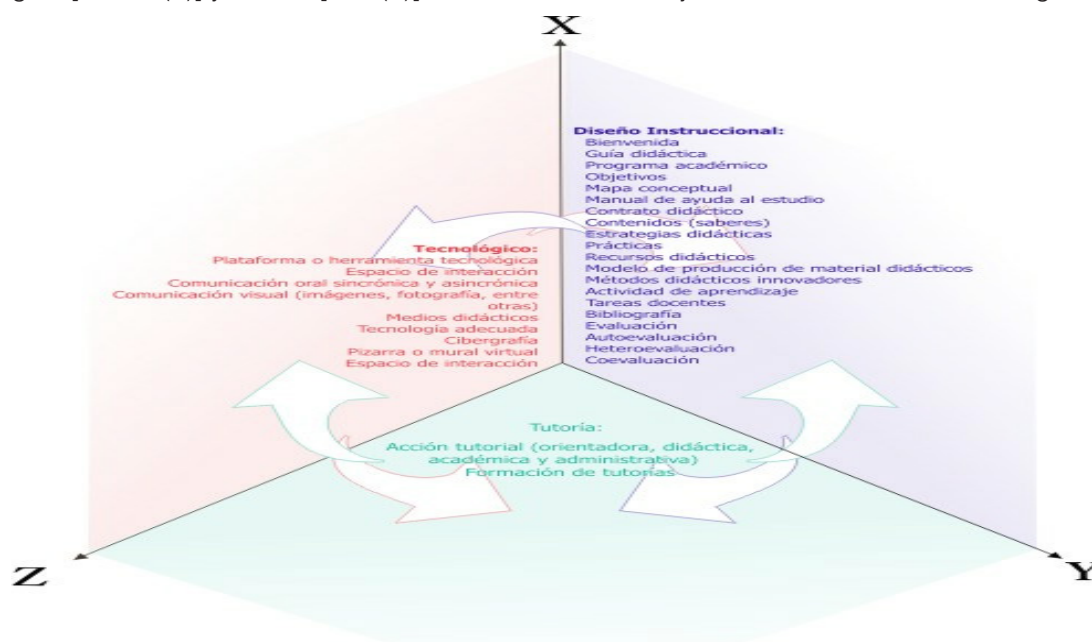 X
Diseño Instruccional:
Bienvenida
Guía didáctica
Programa académico
Objetivos
Mapa conceptual
Manual de ayuda al estudio
Contrato didáctico
Contenidos (saberes)
Estrategias didácticas
Prácticas
Recursos didácticos
Modelo de producción de material didácticos
Métodos didácticos innovadores
Actividad de aprendizaje
Tareas docentes
Bibliografía
Evaluación
Autoevaluación
Heteroevaluación
Coevaluación
Tecnológico:
Plataforma o herramienta tecnológica
Espacio de interacción
Comunicación oral sincrónica y asincrónica
Comunicación visual (imágenes, fotografía, entre
otras)
Medios didácticos
Tecnología adecuada
Cibergrafía
Pizarra o mural virtual
Espacio de interacción
Tutoría:
Acción tutorial (orientadora, didáctica,
académica y administrativa)
Formación de tutorias
Z
Y